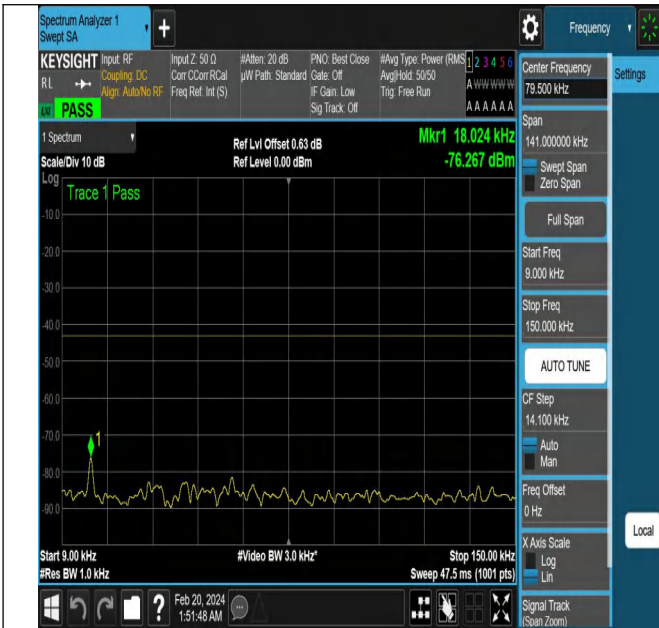 Spectrum Analyzer 1
Swept SA
Frequency
KEYSIGHT
RL
PASS
Input: RF
Coupling: DC
Align: Auto/No RF
Input Z: 50 Ω
Corr CCorr RCal
Freq Ref: Int (S)
#Atten: 20 dB
µW Path: Standard
PNO: Best Close
Gate: Off
IF Gain: Low
Sig Track: Off
#Avg Type: Power (RMS
Avg|Hold: 50/50
Trig: Free Run
1 2 3 4 5 6
A W W W W W
A A A A A A
1 Spectrum
Scale/Div 10 dB
Ref Lvl Offset 0.63 dB
Ref Level 0.00 dBm
Mkr1 18.024 kHz
-76.267 dBm
Log
Trace 1 Pass
-10.0
-20.0
-30.0
-40.0
-50.0
-60.0
-70.0
-80.0
-90.0
1
Start 9.00 kHz
#Res BW 1.0 kHz
#Video BW 3.0 kHz*
Stop 150.00 kHz
Sweep 47.5 ms (1001 pts)
Feb 20, 2024
1:51:48 AM
Center Frequency
79.500 kHz
Settings
Span
141.000000 kHz
Swept Span
Zero Span
Full Span
Start Freq
9.000 kHz
Stop Freq
150.000 kHz
AUTO TUNE
CF Step
14.100 kHz
Auto
Man
Freq Offset
0 Hz
Local
X Axis Scale
Log
Lin
Signal Track
(Span Zoom)